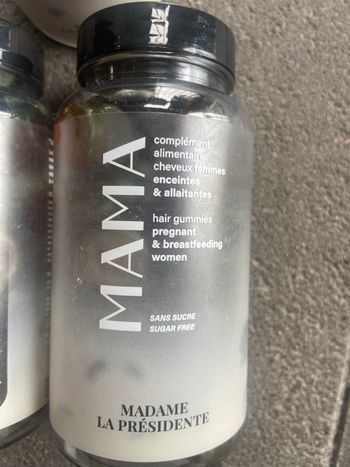 MAMA
complément
alimentaire
cheveux femmes
enceintes
& allaitantes
hair gummies
pregnant
& breastfeeding
women
SANS SUCRE
SUGAR FREE
MADAME
LA PRÉSIDENTE